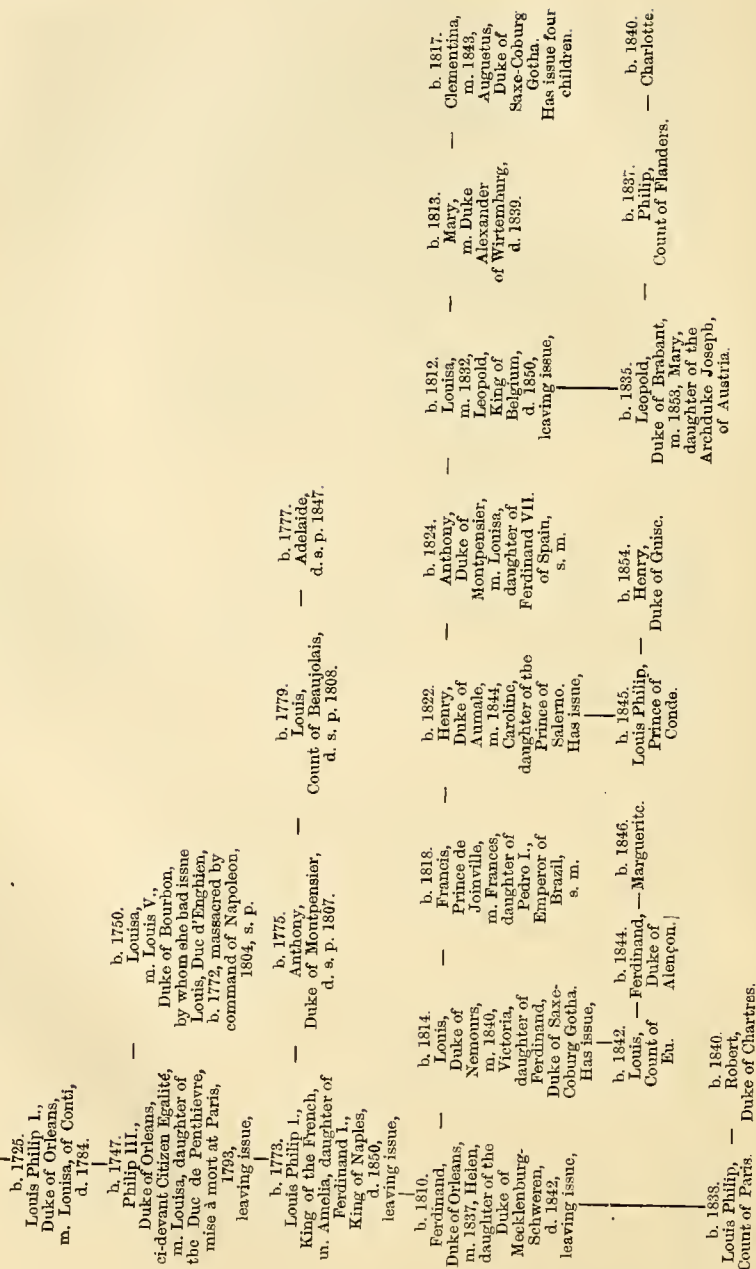 b. 1725.
Louis Philip I.,
Duke of Orleans,
m. Louisa, of Conti,
d. 1784.
b. 1747.
Philip III.,
Duke of Orleans,
ci-devant Citizen Egalité,
m. Louisa, daughter of
tbc Duc de Penthievre,
mise à mort at Paris,
1793,
leaving issue,
—
b. 1750.
Louisa,
m. Louis V.,
Duke of Bourbon,
by whom she bad issue
Louis, Duc d'Enghien,
b. 1772, massacred by
command of Napoleon,
1804, s. p.
b. 1773.
Louis Philip I.,
King of the French,
un. Amelia, daughter of
Ferdinand I.,
King of Naples,
d. 1850,
leaving issue,
—
b. 1775.
Anthony,
Duke of Montpensier,
d. s. p. 1807.
—
b. 1779.
Louis,
Count of Beaujolais,
d. s. p. 1808.
—
b. 1777.
Adelaide,
d. s. p. 1847.
b. 1810.
Ferdinand,
Duke of Orleans,
m. 1837, Helen,
daughter of the
Duke of
Mecklenburg-
Schweren,
d. 1842,
leaving issue,
—
b. 1814.
Louis,
Duke of
Nemours,
m. 1840,
Victoria,
daughter of
Ferdinand,
Duke of Saxe-
Coburg Gotha.
Has issue,
—
b. 1818.
Francis,
Prince de
Joinville,
m. Frances,
daughter of
Pedro I.,
Emperor of
Brazil,
s. m.
—
b. 1822.
Henry,
Duke of
Aumale,
m. 1844,
Caroline,
daughter of tbe
Prince of
Salerno.
Has issue,
—
b. 1824.
Anthony,
Duke of
Montpensier,
m. Louisa,
daughter of
Ferdinand VII.
of Spain,
s. m.
—
b. 1812.
Louisa,
m. 1832,
Leopold,
King of
Belgium,
d. 1850,
lcaving issue,
—
b. 1813.
Mary,
m. Duke
Alexander
of Wirtemburg,
d. 1839.
—
b. 1817.
Clementina,
m. 1843,
Augustus,
Duke of
Saxe-Coburg
Gotha.
Has issue four
children.
b. 1838.
Louis Philip,
Count of Paris.
—
b. 1840.
Robert,
Duke of Chartres.
b. 1842.
Louis,
Count of
Eu.
—
b. 1844.
Ferdinand,
Duke of
Alençon.
—
b. 1846.
Margueritc.
b. 1845.
Louis Philip,
Prince of
Conde.
—
b. 1854.
Henry,
Duke of Guisc.
b. 1835.
Leopold,
Duke of Brabant,
m. 1853, Mary,
daughter of the
Archduke Joseph,
of Austria.
—
b. 1837.
Philip,
Count of Flanders.
—
b. 1840.
Charlotte.